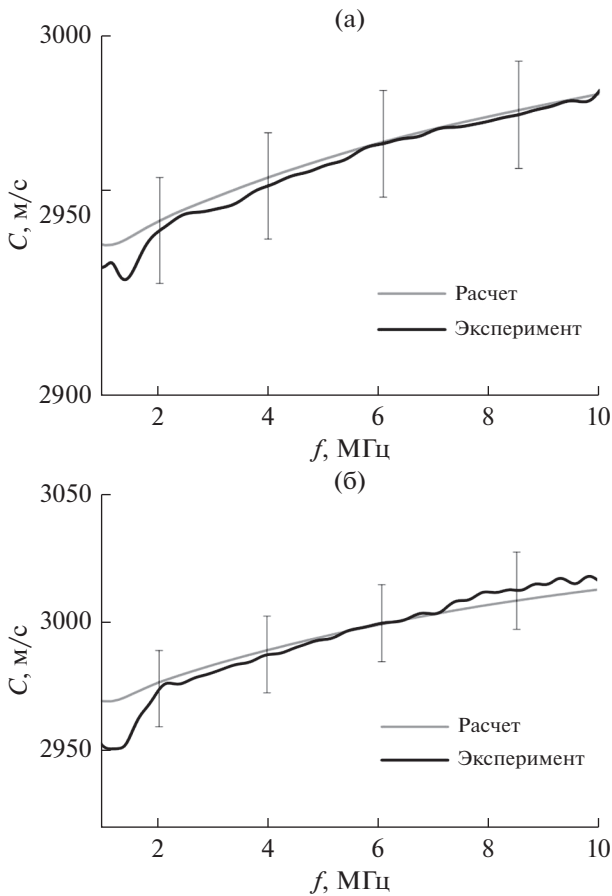 (а)
3000
2950
2900
C, м/с
Расчет
Эксперимент
2 4 6 8 10
f, МГц
(б)
3050
3000
2950
C, м/с
Расчет
Эксперимент
2 4 6 8 10
f, МГц